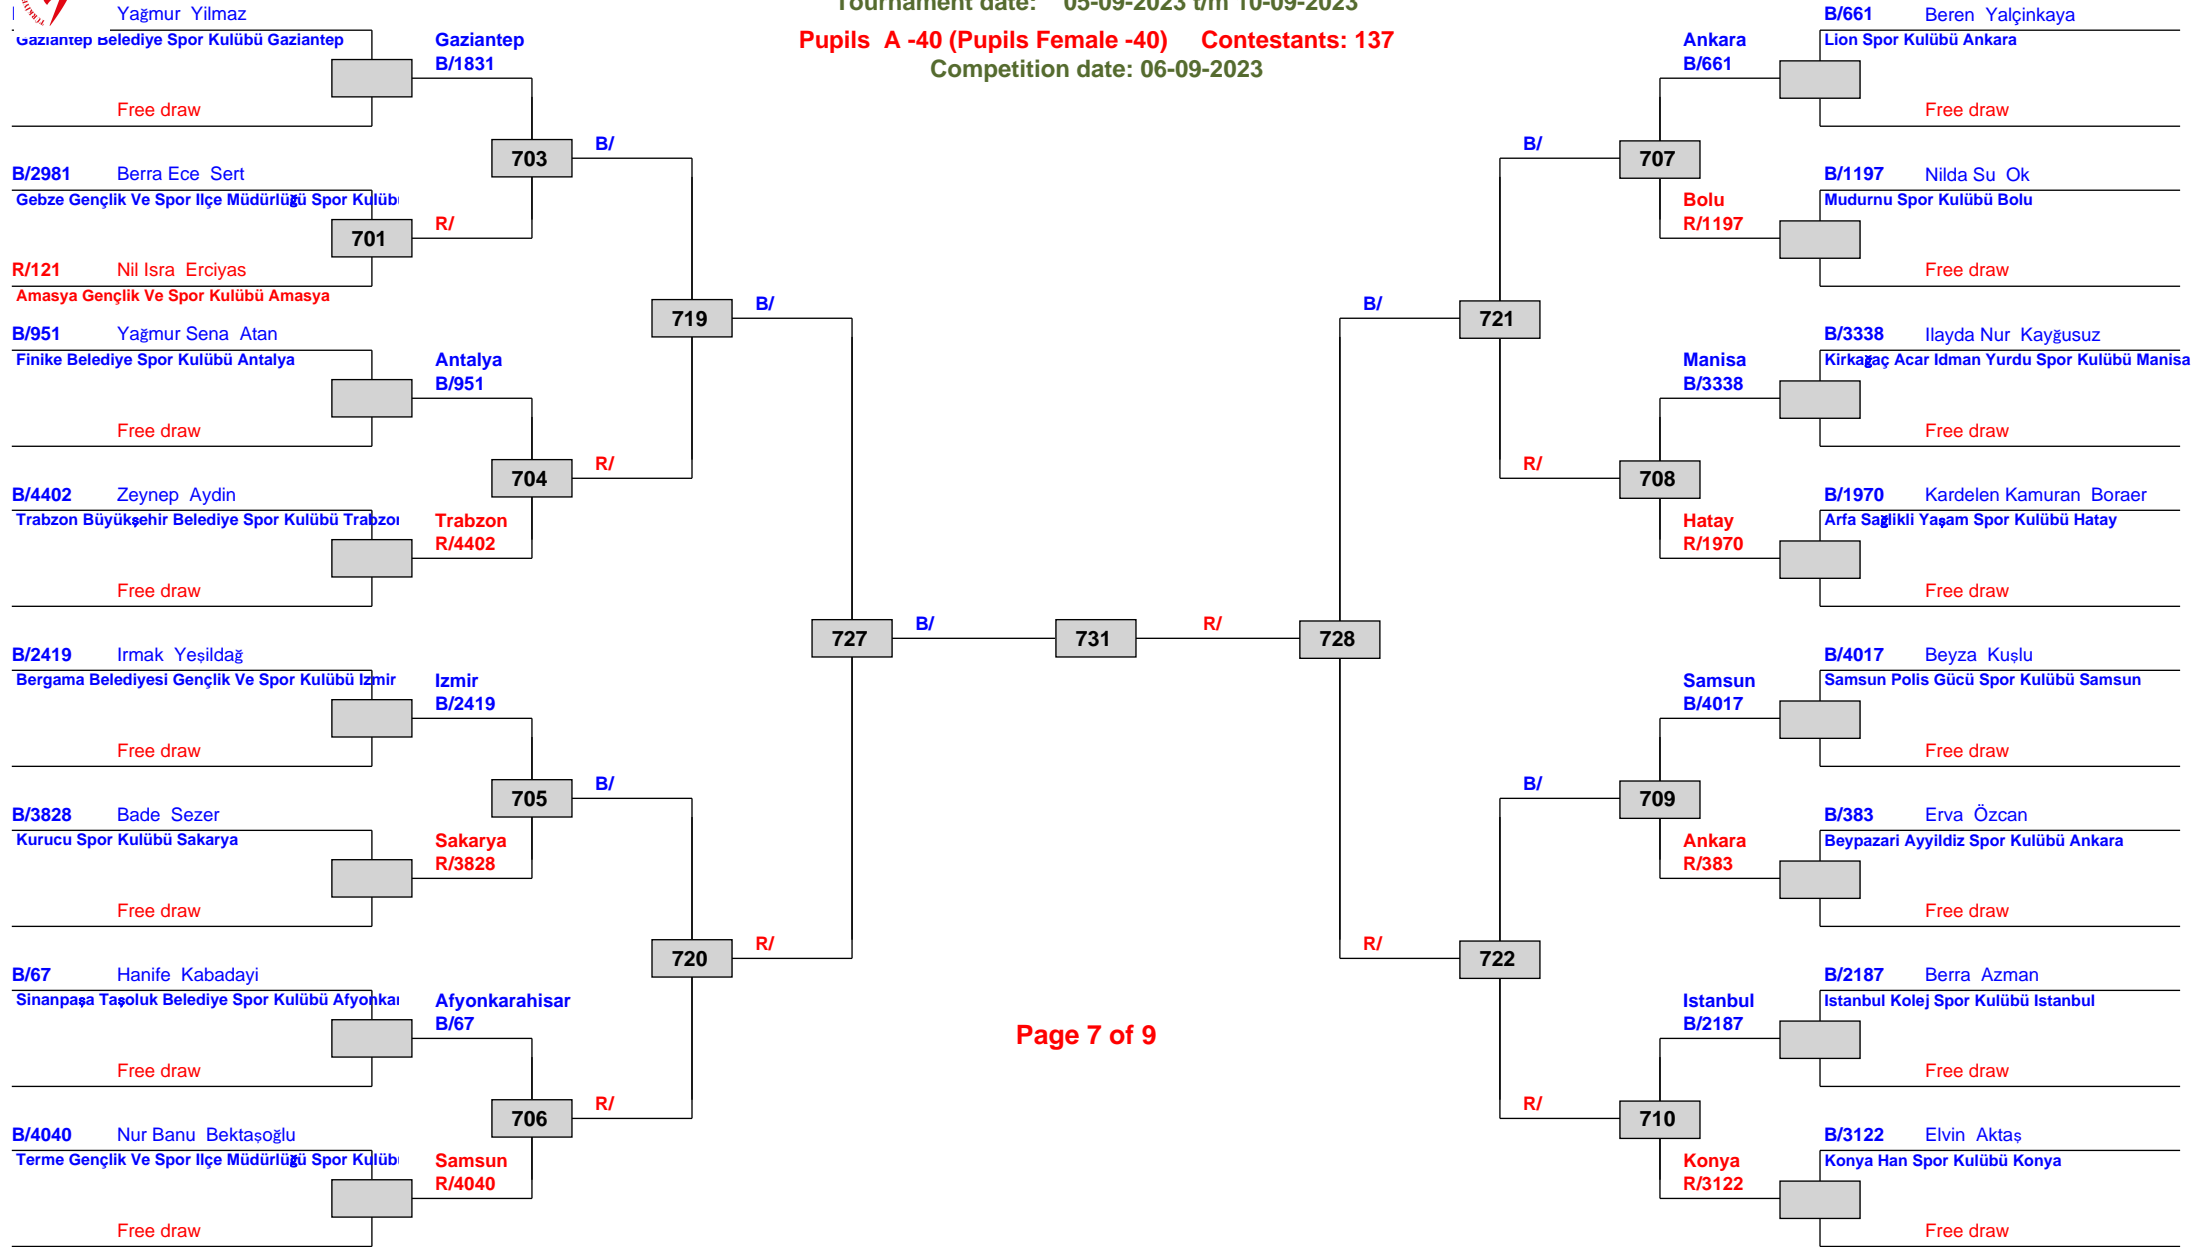 Tournament date: 05-09-2023 t/m 10-09-2023
Pupils A -40 (Pupils Female -40) Contestants: 137
Competition date: 06-09-2023
Yağmur Yilmaz
Gaziantep Belediye Spor Kulübü Gaziantep
Free draw
B/2981 Berra Ece Sert
Gebze Gençlik Ve Spor Ilçe Müdürlüğü Spor Kulüb
R/121 Nil Isra Erciyas
Amasya Gençlik Ve Spor Kulübü Amasya
B/951 Yağmur Sena Atan
Finike Belediye Spor Kulübü Antalya
Free draw
B/4402 Zeynep Aydin
Trabzon Büyükşehir Belediye Spor Kulübü Trabzon
Free draw
B/2419 Irmak Yeşildağ
Bergama Belediyesi Gençlik Ve Spor Kulübü Izmir
Free draw
B/3828 Bade Sezer
Kurucu Spor Kulübü Sakarya
Free draw
B/67 Hanife Kabadayi
Sinanpaşa Taşoluk Belediye Spor Kulübü Afyonkar
Free draw
B/4040 Nur Banu Bektaşoğlu
Terme Gençlik Ve Spor Ilçe Müdürlüğü Spor Kulüb
Free draw
Gaziantep
B/1831
701
R/
Antalya
B/951
Trabzon
R/4402
Izmir
B/2419
Sakarya
R/3828
Afyonkarahisar
B/67
Samsun
R/4040
703
B/
704
R/
705
B/
706
R/
719
B/
720
R/
727
B/
731
R/
728
Page 7 of 9
B/
721
R/
722
B/
707
R/
708
B/
709
R/
710
Ankara
B/661
Bolu
R/1197
Manisa
B/3338
Hatay
R/1970
Samsun
B/4017
Ankara
R/383
Istanbul
B/2187
Konya
R/3122
B/661 Beren Yalçinkaya
Lion Spor Kulübü Ankara
Free draw
B/1197 Nilda Su Ok
Mudurnu Spor Kulübü Bolu
Free draw
B/3338 Ilayda Nur Kayğusuz
Kirkağaç Acar Idman Yurdu Spor Kulübü Manisa
Free draw
B/1970 Kardelen Kamuran Boraer
Arfa Sağlikli Yaşam Spor Kulübü Hatay
Free draw
B/4017 Beyza Kuşlu
Samsun Polis Gücü Spor Kulübü Samsun
Free draw
B/383 Erva Özcan
Beypazari Ayyildiz Spor Kulübü Ankara
Free draw
B/2187 Berra Azman
Istanbul Kolej Spor Kulübü Istanbul
Free draw
B/3122 Elvin Aktaş
Konya Han Spor Kulübü Konya
Free draw